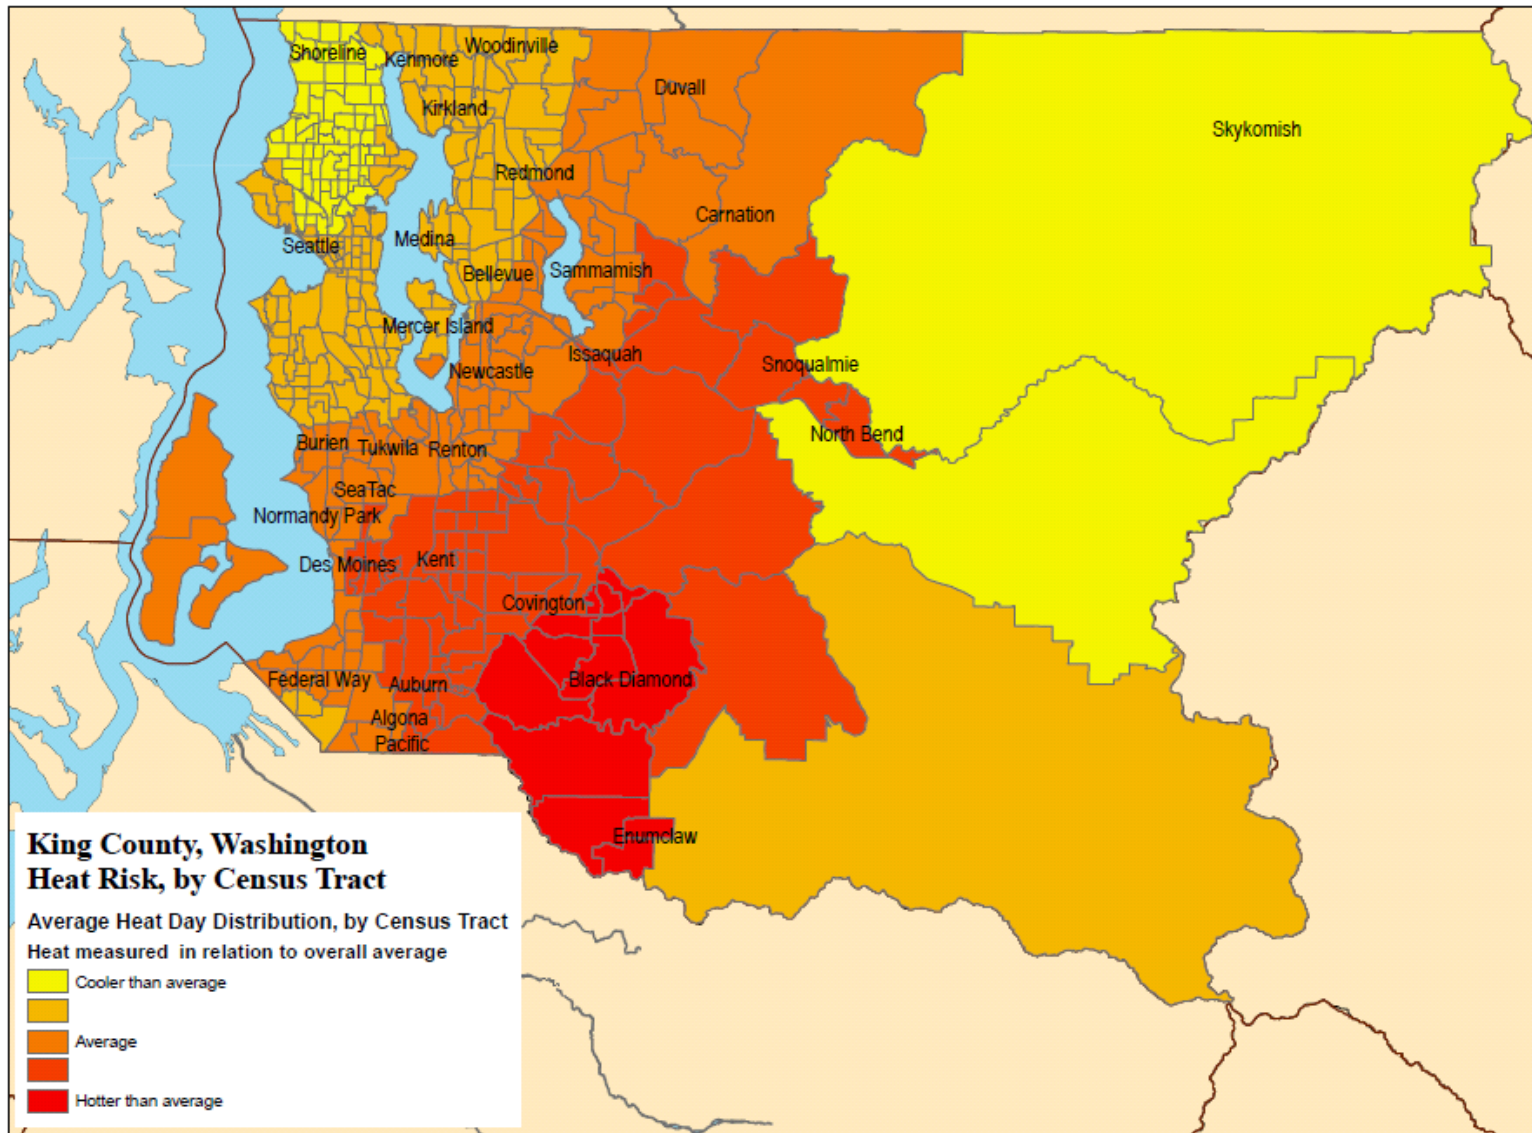 Shoreline
Kenmore
Woodinville
Duvall
Kirkland
Skykomish
Redmond
Carnation
Seattle
Medina
Bellevue
Sammamish
Mercer Island
Issaquah
Newcastle
Snoqualmie
Burien
Tukwila
Renton
North Bend
SeaTac
Normandy Park
Des Moines
Kent
Covington
Federal Way
Auburn
Black Diamond
Algona
Pacific
Enumclaw
King County, Washington
Heat Risk, by Census Tract
Average Heat Day Distribution, by Census Tract
Heat measured in relation to overall average
Cooler than average
Average
Hotter than average